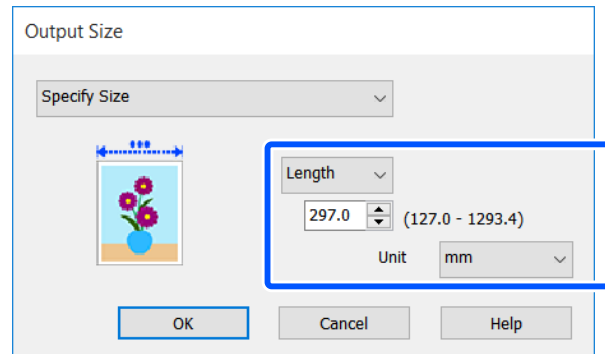 Output Size
Specify Size
Length
297.0 (127.0 - 1293.4)
Unit mm
OK Cancel Help